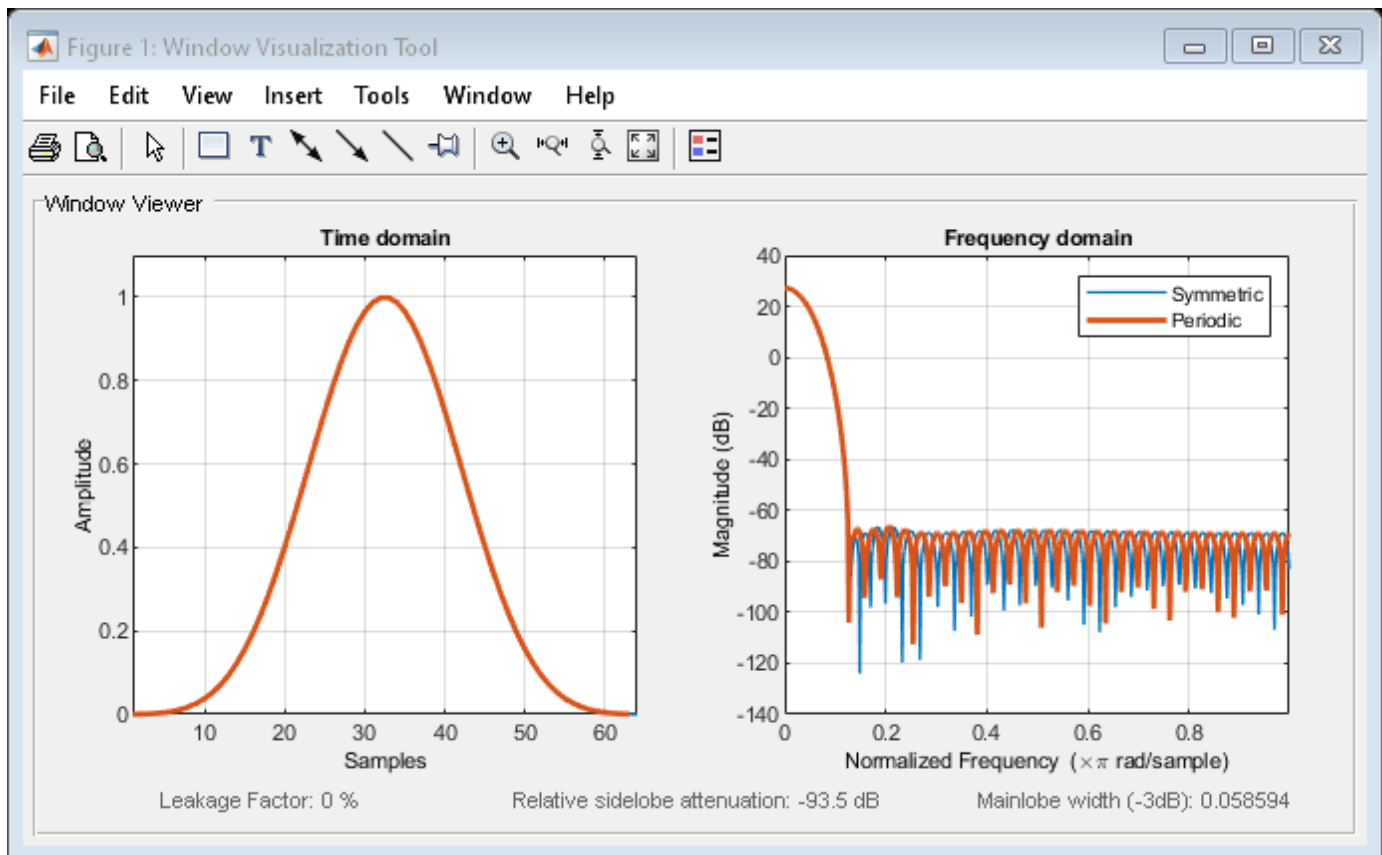 Figure 1: Window Visualization Tool
File Edit View Insert Tools Window Help
T
Window Viewer
Time domain
1
0.8
0.6
0.4
0.2
0
10 20 30 40 50 60
Amplitude
Samples
Frequency domain
40
20
0
-20
-40
-60
-80
-100
-120
-140
0 0.2 0.4 0.6 0.8
Magnitude (dB)
Normalized Frequency (×π rad/sample)
Symmetric
Periodic
Leakage Factor: 0 % Relative sidelobe attenuation: -93.5 dB Mainlobe width (-3dB): 0.058594